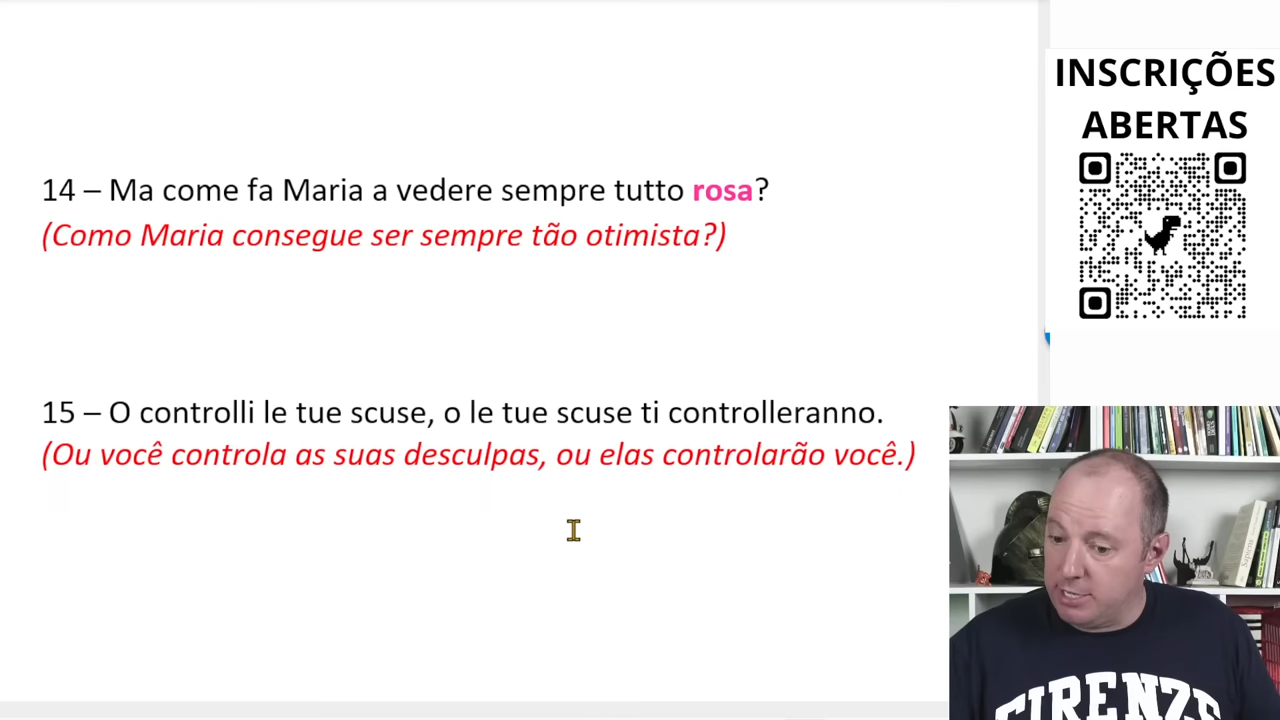 INSCRIÇÕES
ABERTAS
14 – Ma come fa Maria a vedere sempre tutto rosa?
(Como Maria consegue ser sempre tão otimista?)
15 – O controlli le tue scuse, o le tue scuse ti controlleranno.
(Ou você controla as suas desculpas, ou elas controlarão você.)
FIRENZE